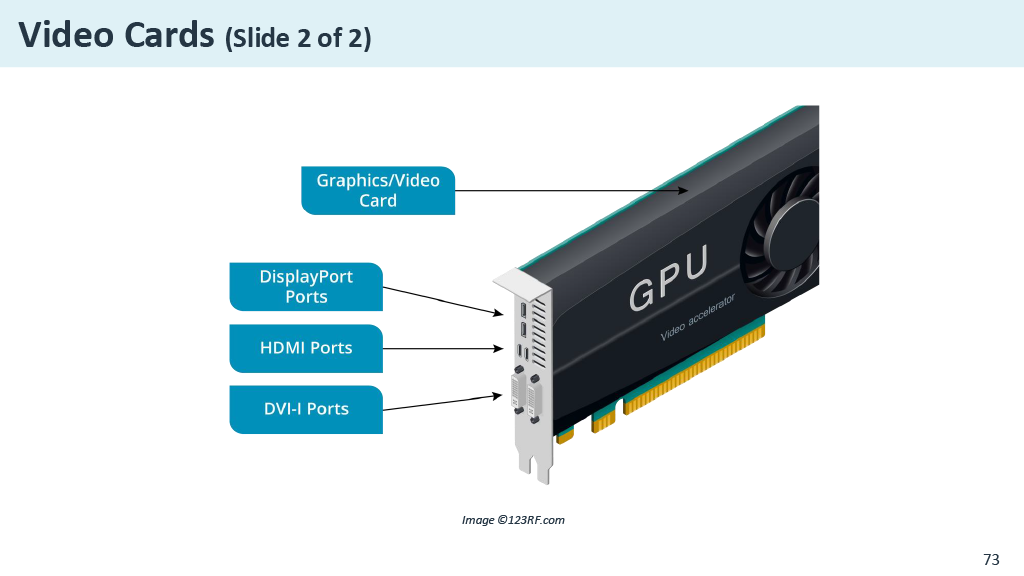 Video Cards (Slide 2 of 2)
Graphics/Video
Card
DisplayPort
Ports
HDMI Ports
DVI-I Ports
GPU
Video accelerator
Image ©123RF.com
73